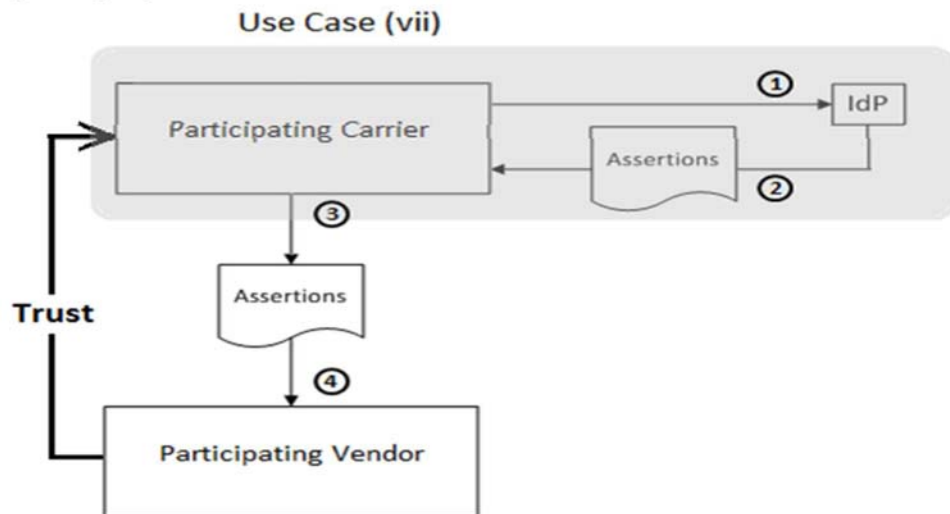 Use Case (vii)
1
IdP
Participating Carrier
Assertions
2
3
Assertions
Trust
4
Participating Vendor